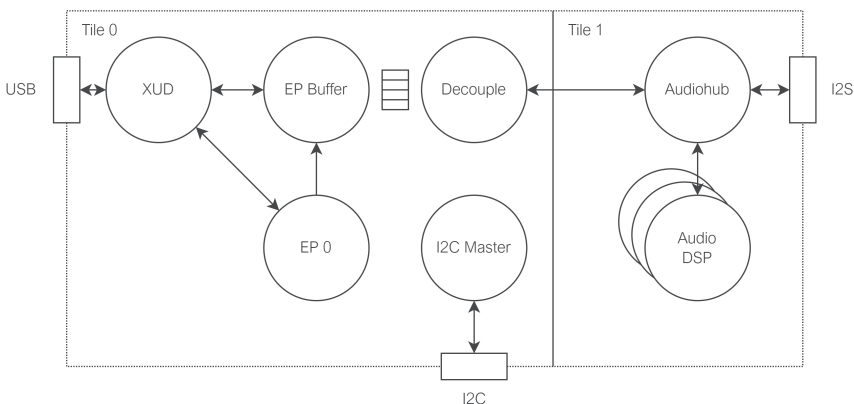 Tile 0
Tile 1
USB
XUD
EP Buffer
Decouple
Audiohub
I2S
EP 0
I2C Master
Audio
DSP
I2C